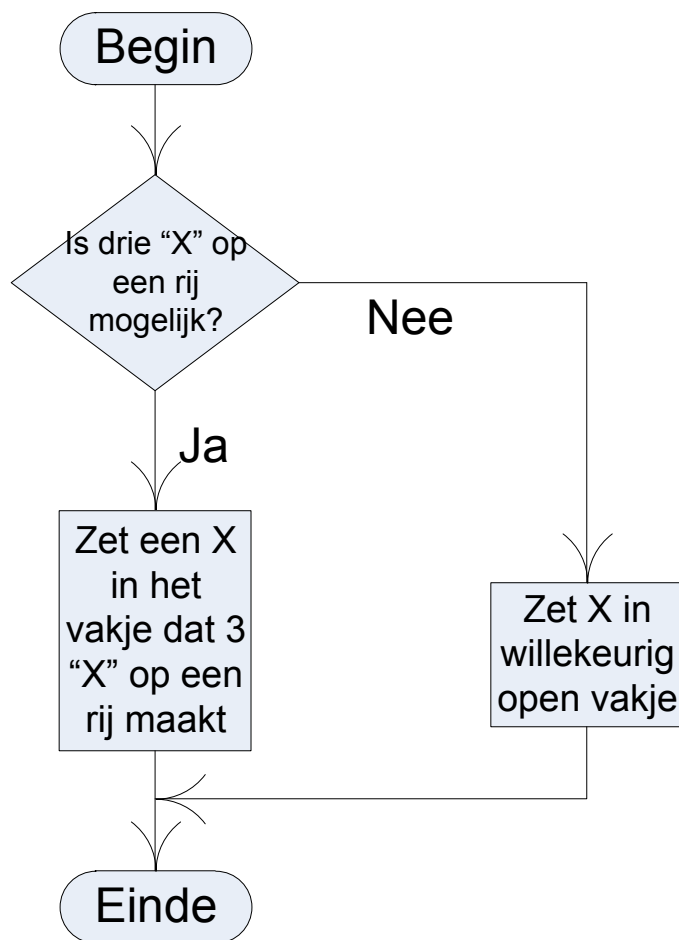 Begin
Is drie “X” op
een rij
mogelijk?
Nee
Ja
Zet een X
in het
vakje dat 3
“X” op een
rij maakt
Zet X in
willekeurig
open vakje
Einde